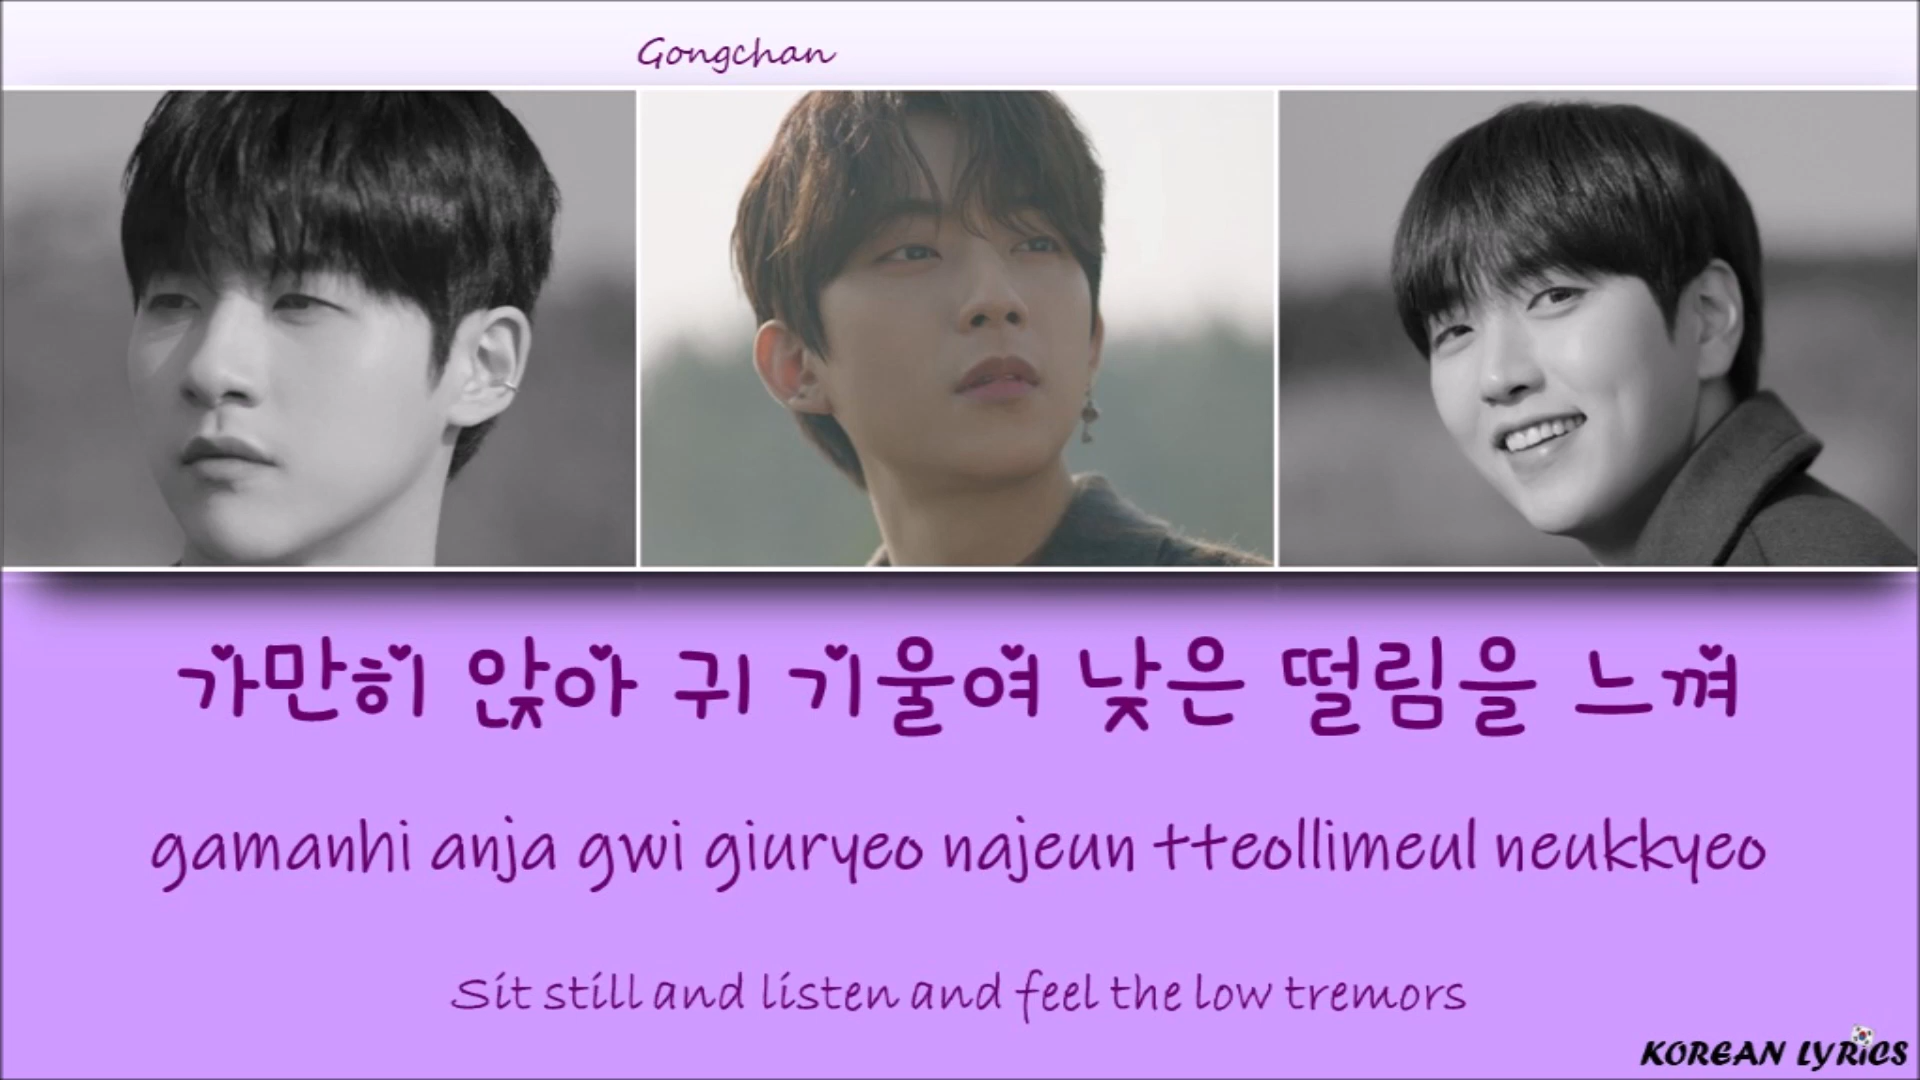 Gongchan
가만히 앉아 귀 기울여 낮은 떨림을 느껴
gamanhi anja gwi giuryeo najeun tteollimeul neukkyeo
Sit still and listen and feel the low tremors
KOREAN LYRICS